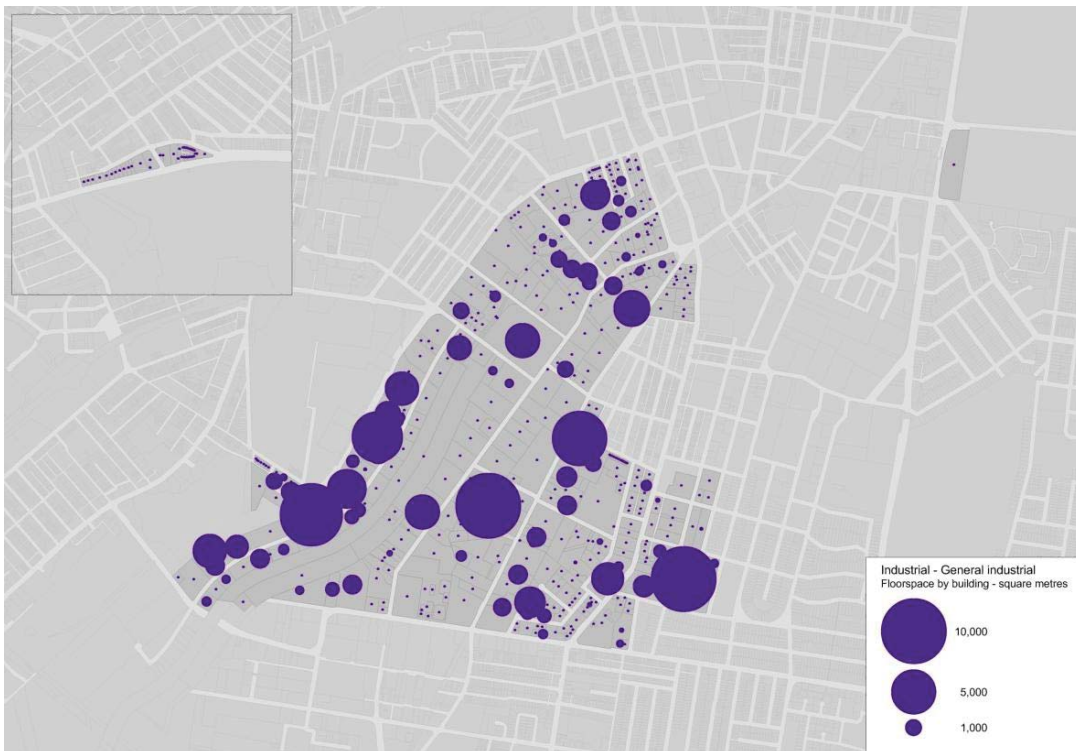 Industrial - General industrial
Floorspace by building - square metres
10,000
5,000
1,000